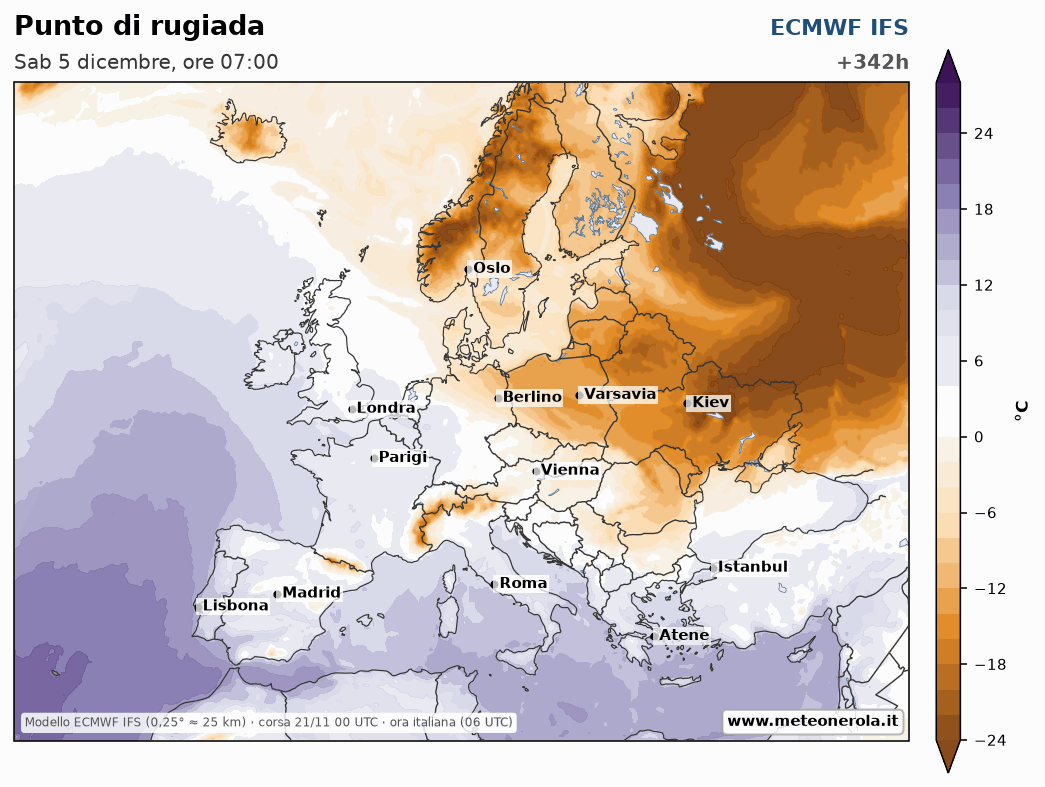 Punto di rugiada
ECMWF IFS
Sab 5 dicembre, ore 07:00
+342h
Oslo
Berlino
Varsavia
Kiev
Londra
Parigi
Vienna
Istanbul
Roma
Madrid
Lisbona
Atene
24
18
12
6
0
−6
−12
−18
−24
°C
Modello ECMWF IFS (0,25° ≈ 25 km) · corsa 21/11 00 UTC · ora italiana (06 UTC)
www.meteonerola.it